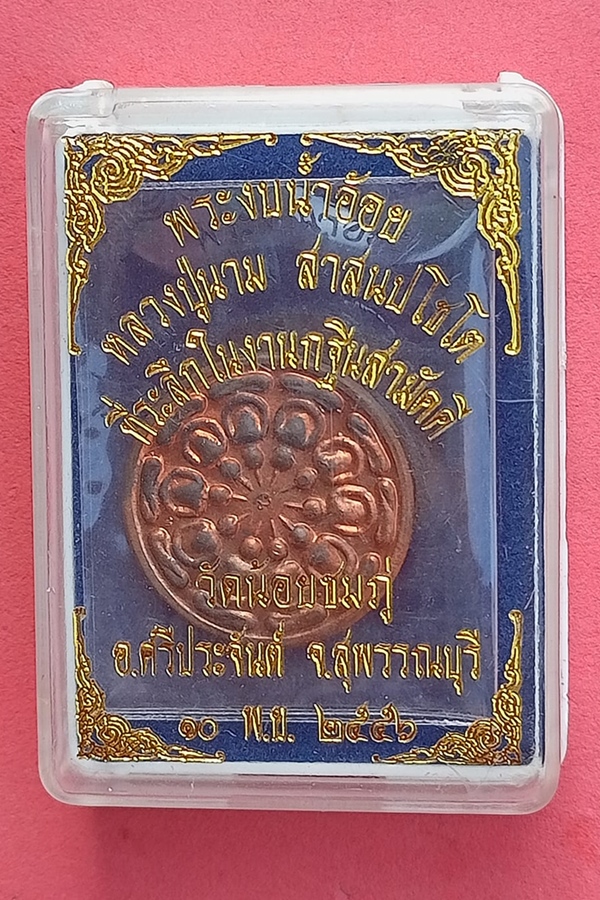 พระงบน้ำอ้อย
หลวงปู่นาม สาสนปโชโต
ที่ระลึกในงานกฐินสามัคคี
วัดน้อยชมภู่
อ.ศรีประจันต์ จ.สุพรรณบุรี
๑๐ พ.ย. ๒๕๔๖